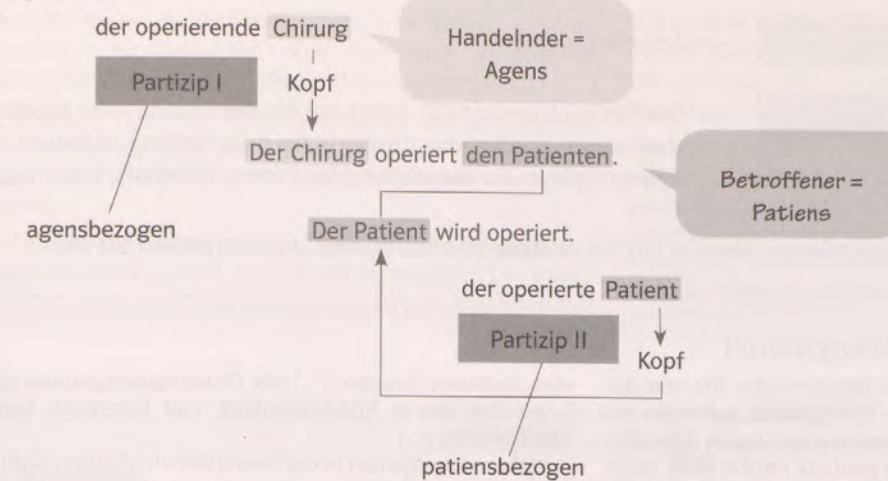 der operierende Chirurg
Handelnder =
Agens
Partizip I
Kopf
Der Chirurg operiert den Patienten.
Betroffener =
Patiens
agensbezogen
Der Patient wird operiert.
der operierte Patient
Partizip II
Kopf
patiensbezogen